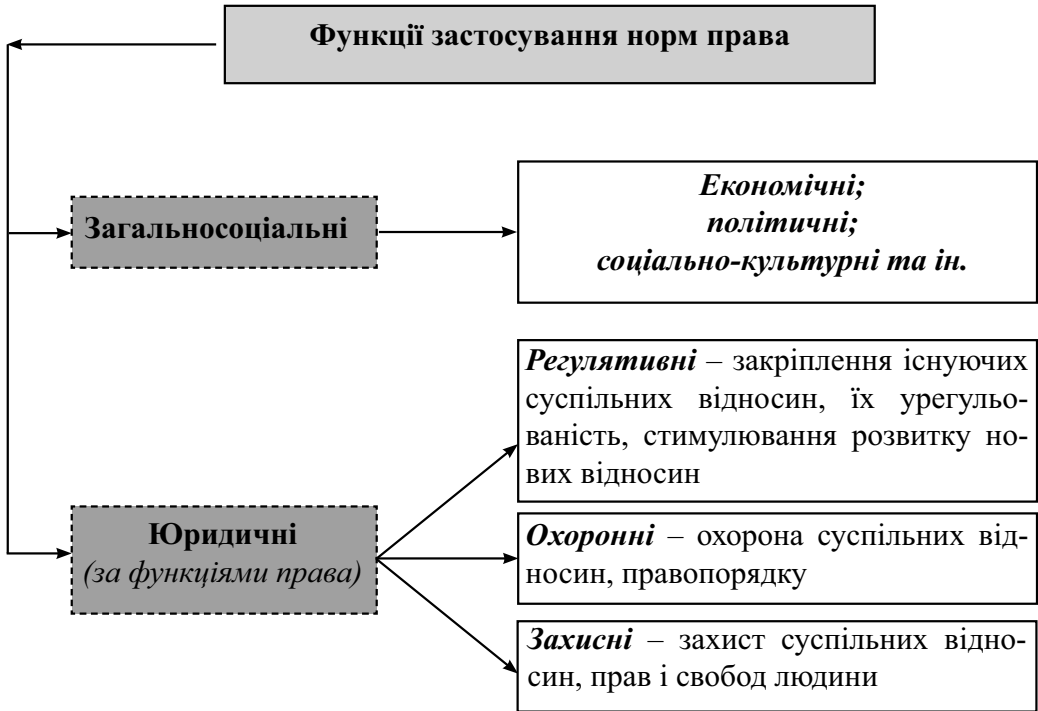 Функції застосування норм права
Загальносоціальні
Економічні;
політичні;
соціально-культурні та ін.
Юридичні
(за функціями права)
Регулятивні – закріплення існуючих
суспільних відносин, їх урегульо-
ваність, стимулювання розвитку но-
вих відносин
Охоронні – охорона суспільних від-
носин, правопорядку
Захисні – захист суспільних відно-
син, прав і свобод людини